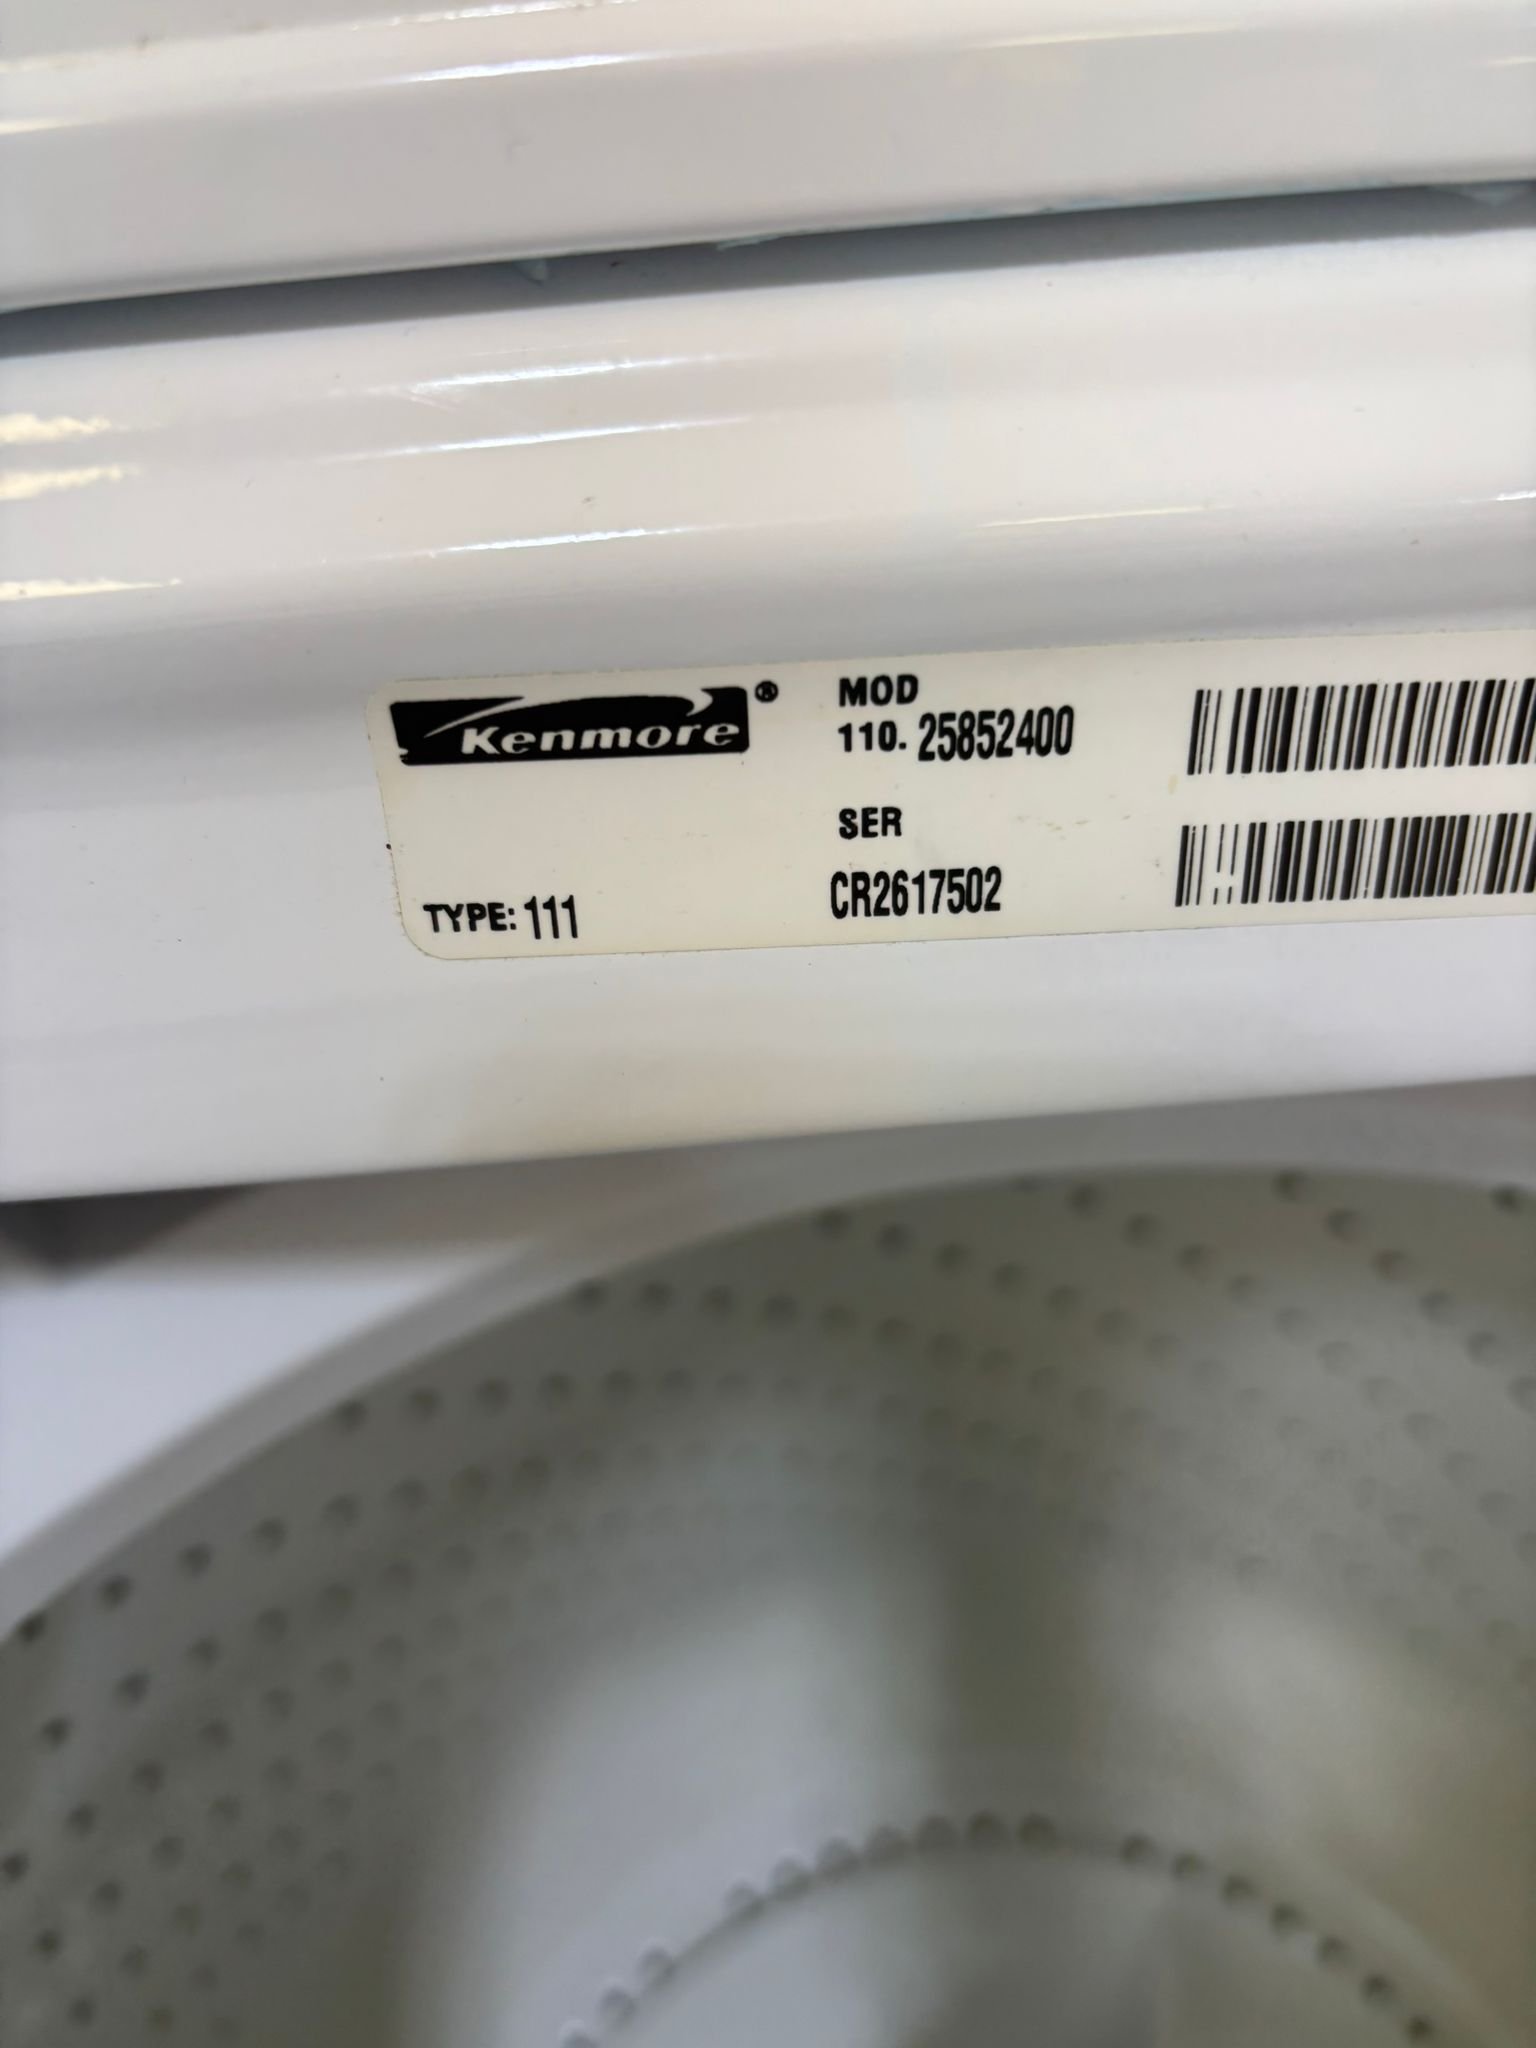 Kenmore®
MOD
110. 25852400
SER
CR2617502
TYPE: 111